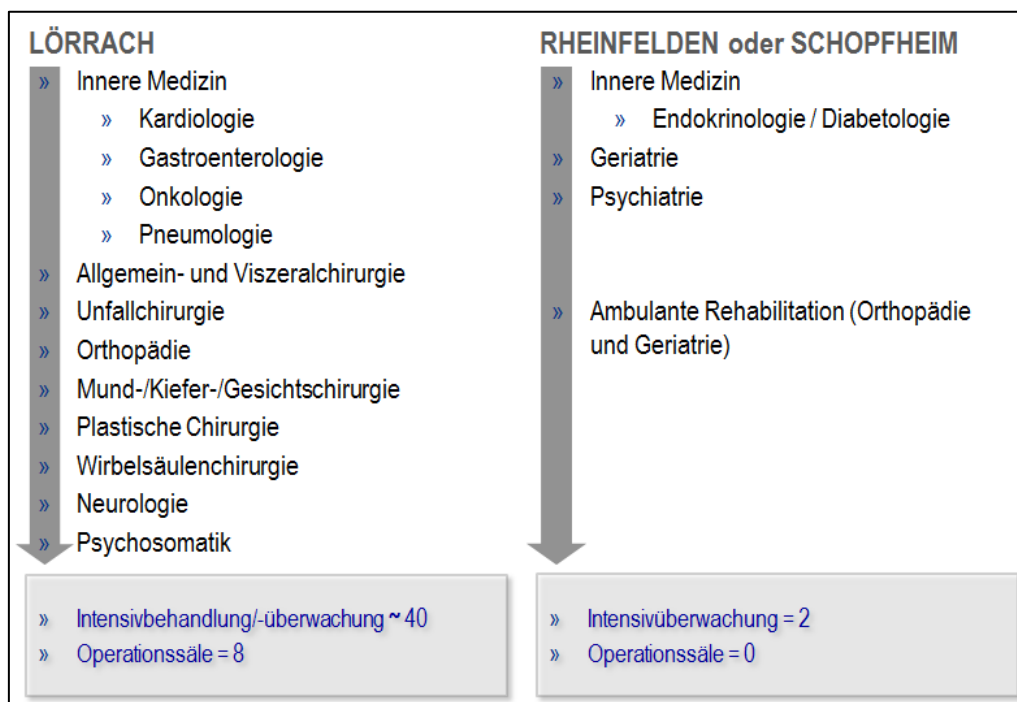 LÖRRACH
» Innere Medizin
» Kardiologie
» Gastroenterologie
» Onkologie
» Pneumologie
» Allgemein- und Viszeralchirurgie
» Unfallchirurgie
» Orthopädie
» Mund-/Kiefer-/Gesichtschirurgie
» Plastische Chirurgie
» Wirbelsäulenchirurgie
» Neurologie
» Psychosomatik
» Intensivbehandlung/-überwachung ~ 40
» Operationssäle = 8
RHEINFELDEN oder SCHOPFHEIM
» Innere Medizin
» Endokrinologie / Diabetologie
» Geriatrie
» Psychiatrie
» Ambulante Rehabilitation (Orthopädie
und Geriatrie)
» Intensivüberwachung = 2
» Operationssäle = 0